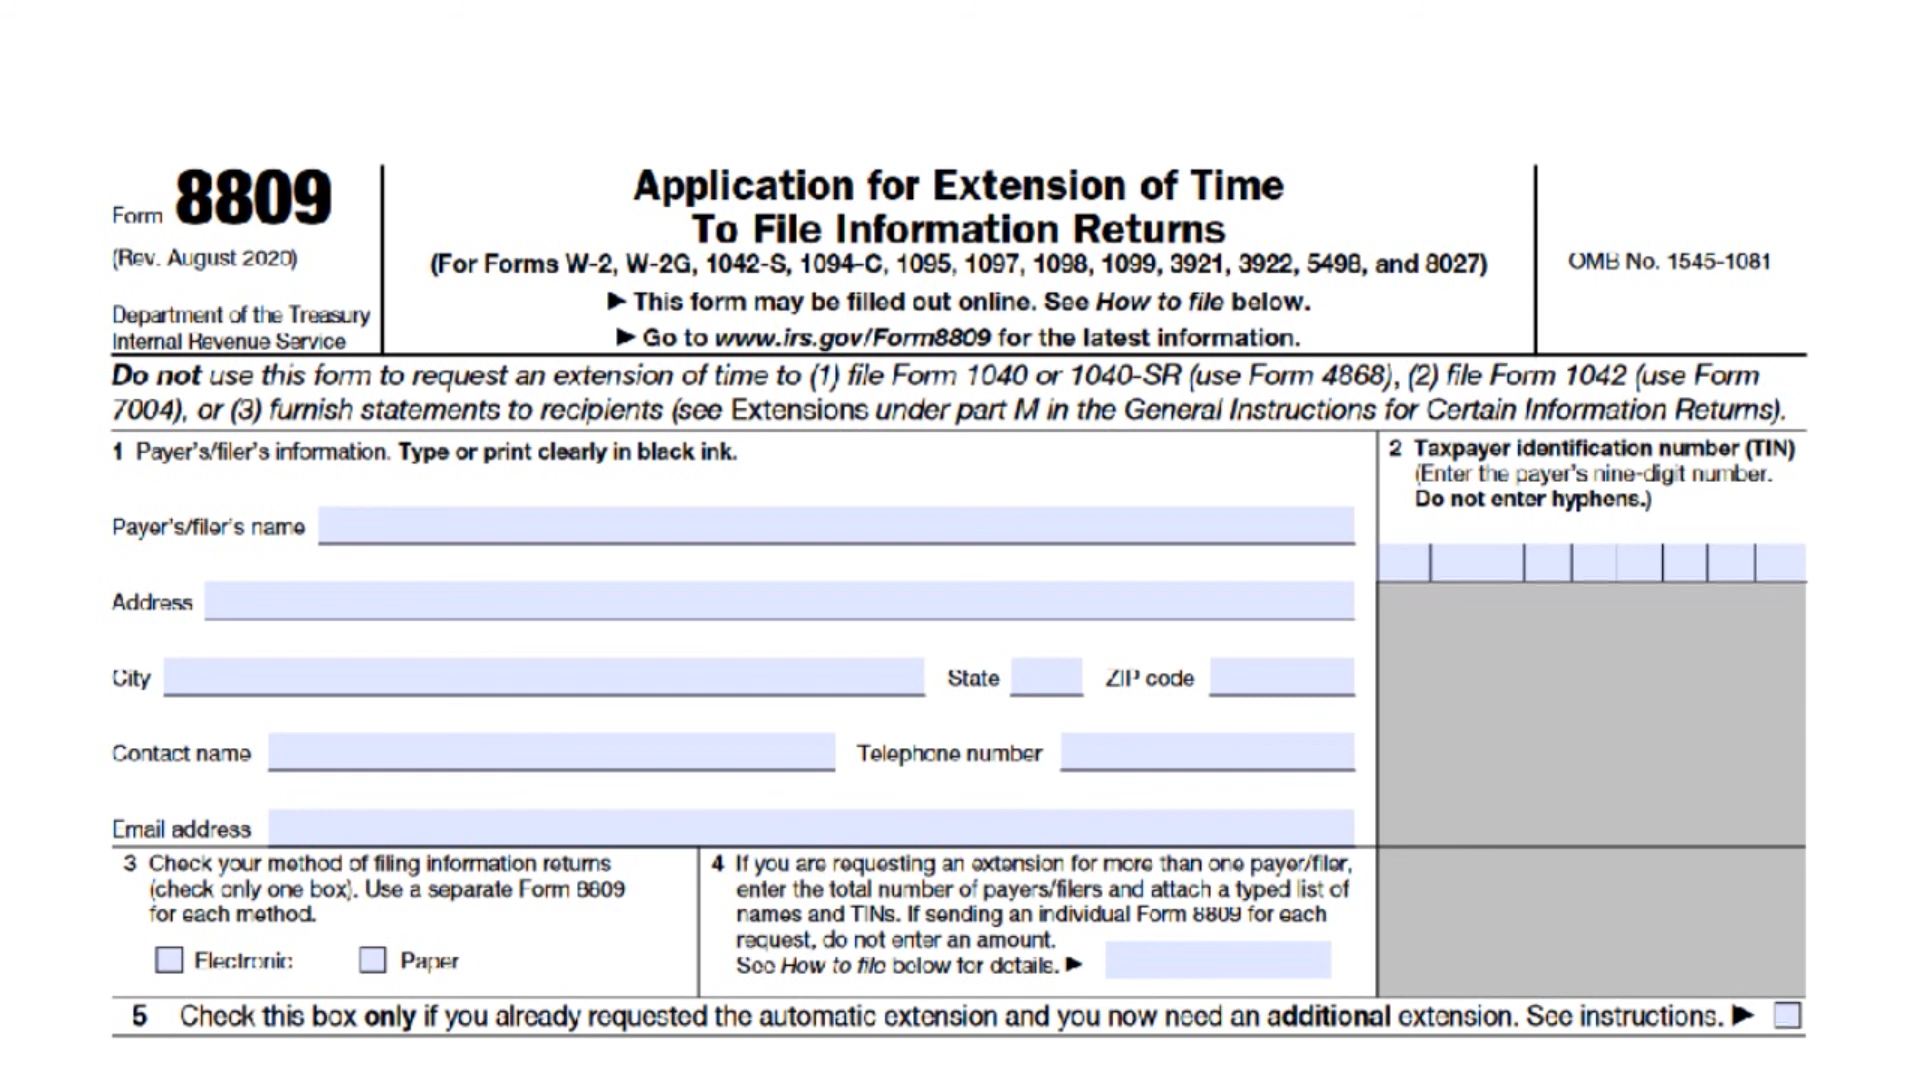 Form 8809
(Rev. August 2020)
Department of the Treasury
Internal Revenue Service
Application for Extension of Time
To File Information Returns
(For Forms W-2, W-2G, 1042-S, 1094-C, 1095, 1097, 1098, 1099, 3921, 3922, 5498, and 8027)
▶ This form may be filled out online. See How to file below.
▶ Go to www.irs.gov/Form8809 for the latest information.
OMB No. 1545-1081
Do not use this form to request an extension of time to (1) file Form 1040 or 1040-SR (use Form 4868), (2) file Form 1042 (use Form
7004), or (3) furnish statements to recipients (see Extensions under part M in the General Instructions for Certain Information Returns).
1 Payer's/filer's information. Type or print clearly in black ink.
Payer's/filer's name
Address
City State ZIP code
Contact name Telephone number
Email address
2 Taxpayer identification number (TIN)
(Enter the payer's nine-digit number.
Do not enter hyphens.)
3 Check your method of filing information returns
(check only one box). Use a separate Form 8809
for each method.
Electronic Paper
4 If you are requesting an extension for more than one payer/filer,
enter the total number of payers/filers and attach a typed list of
names and TINs. If sending an individual Form 8809 for each
request, do not enter an amount.
See How to file below for details. ▶
5 Check this box only if you already requested the automatic extension and you now need an additional extension. See instructions. ▶